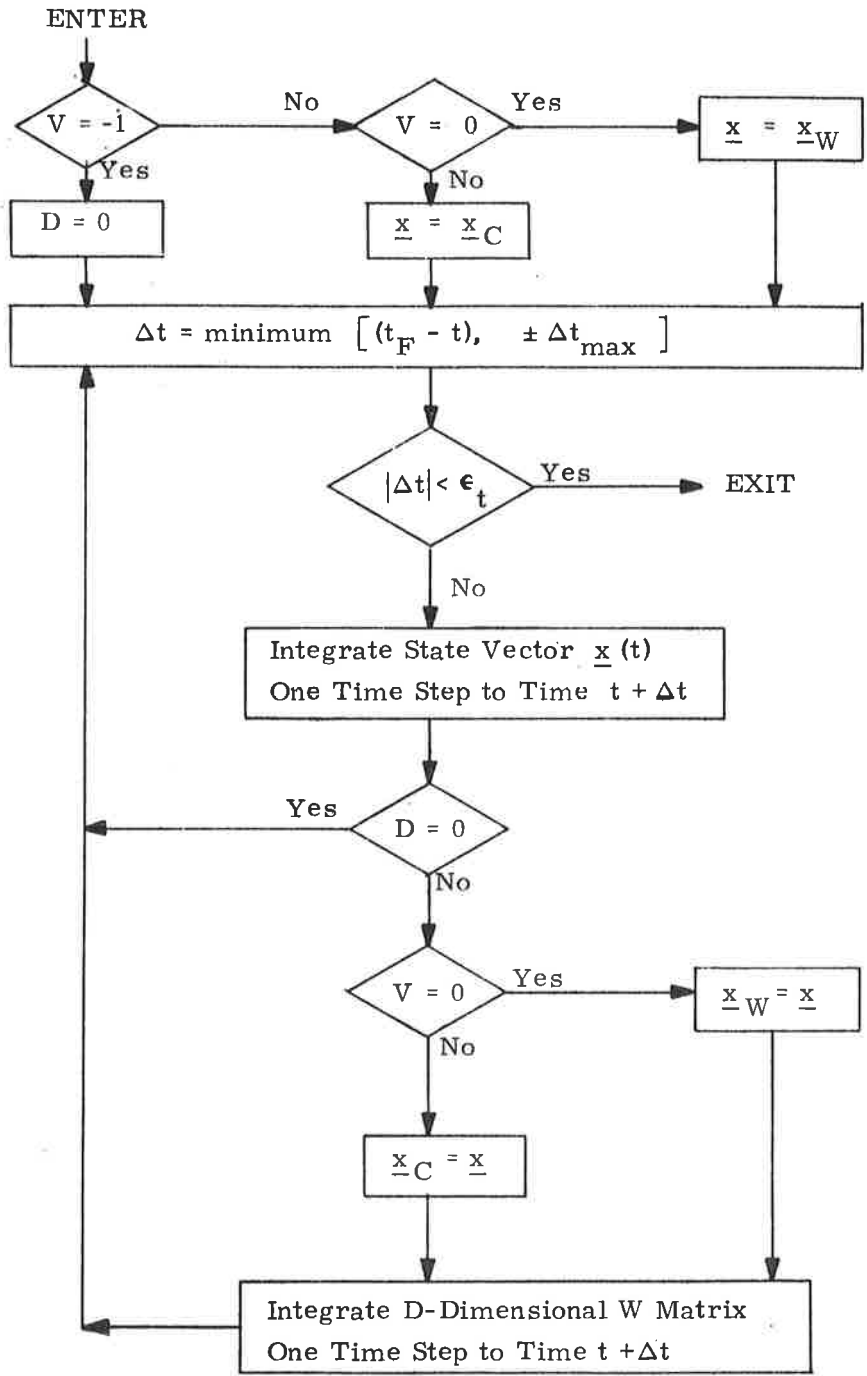 ENTER
V = -1
No
V = 0
Yes
x = x_W
Yes
No
D = 0
x = x_C
Δt = minimum [(t_F - t), ± Δt_max]
|Δt| < ϵ_t
Yes
EXIT
No
Integrate State Vector x (t)
One Time Step to Time t + Δt
Yes
D = 0
No
V = 0
Yes
x_W = x
No
x_C = x
Integrate D-Dimensional W Matrix
One Time Step to Time t + Δt